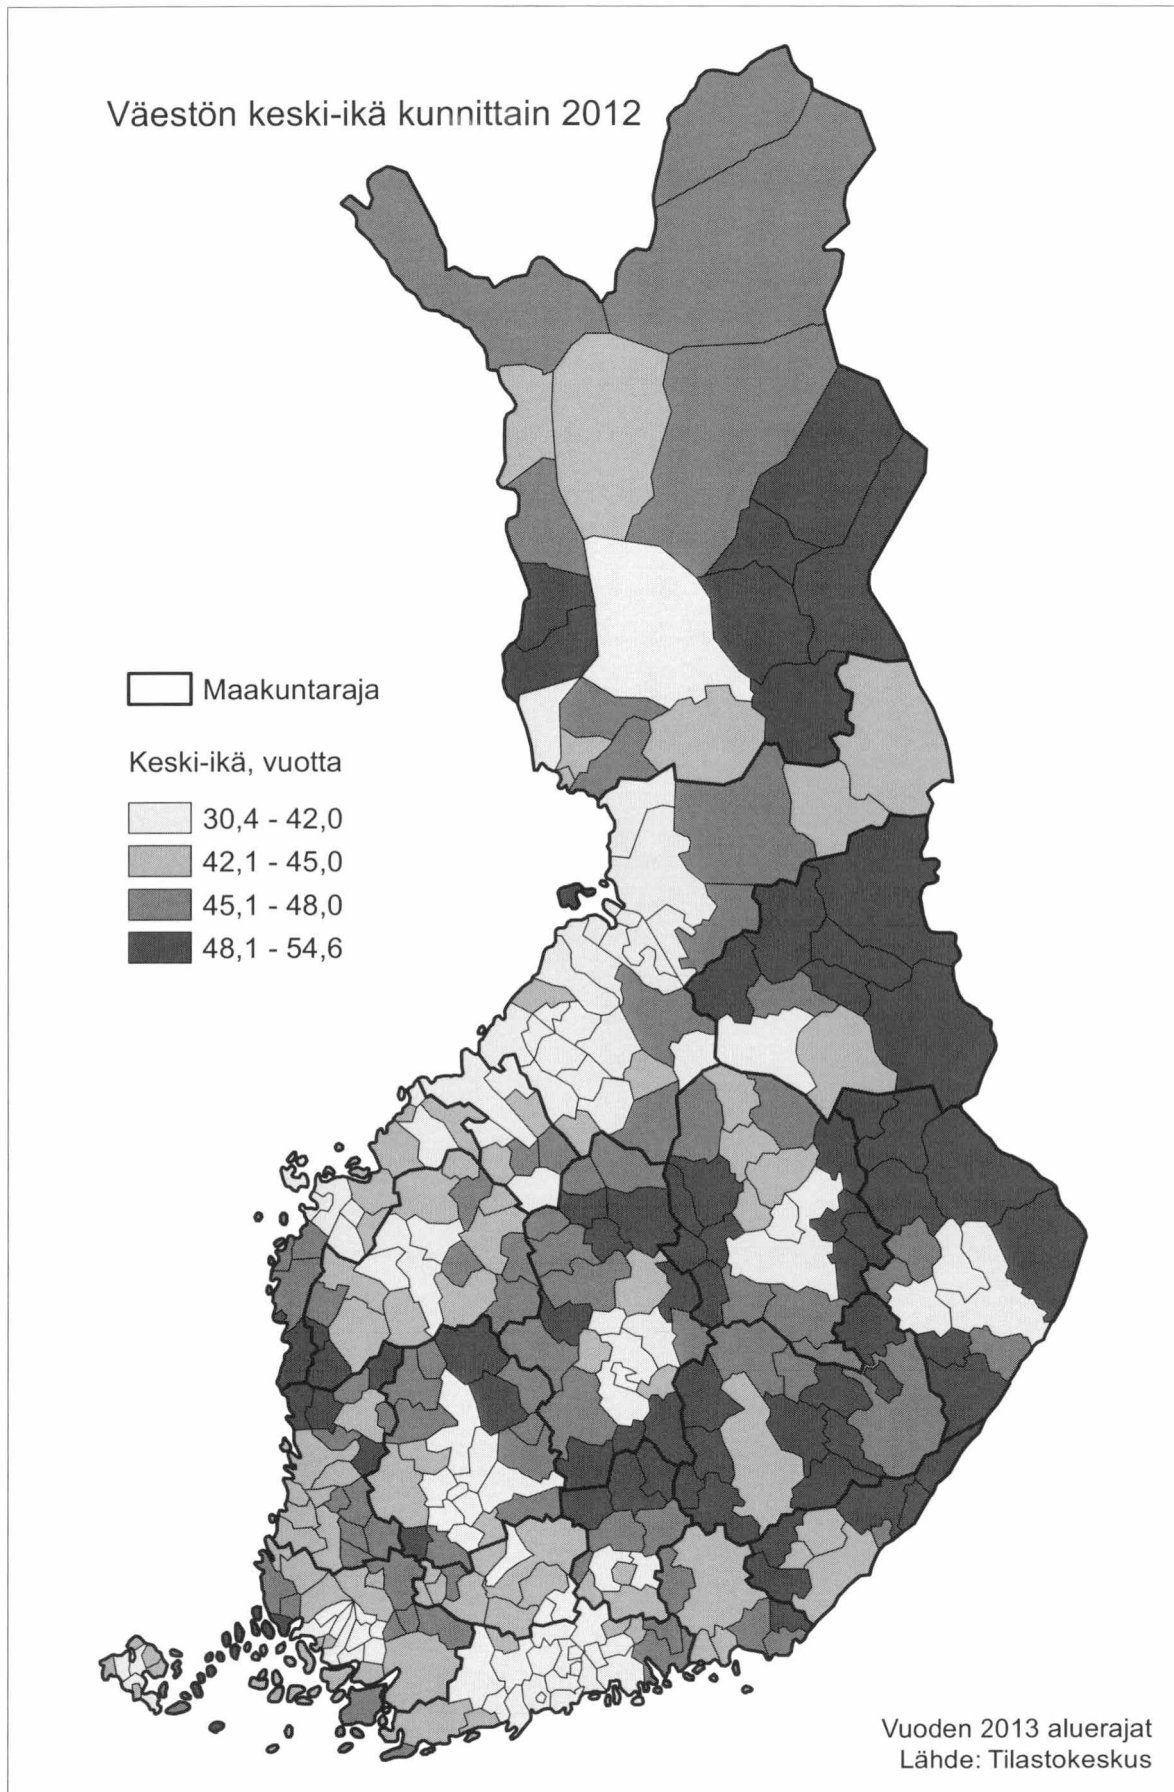 Väestön keski-ikä kunnittain 2012
Maakuntaraja
Keski-ikä, vuotta
30,4 - 42,0
42,1 - 45,0
45,1 - 48,0
48,1 - 54,6
Vuoden 2013 aluerajat
Lähde: Tilastokeskus